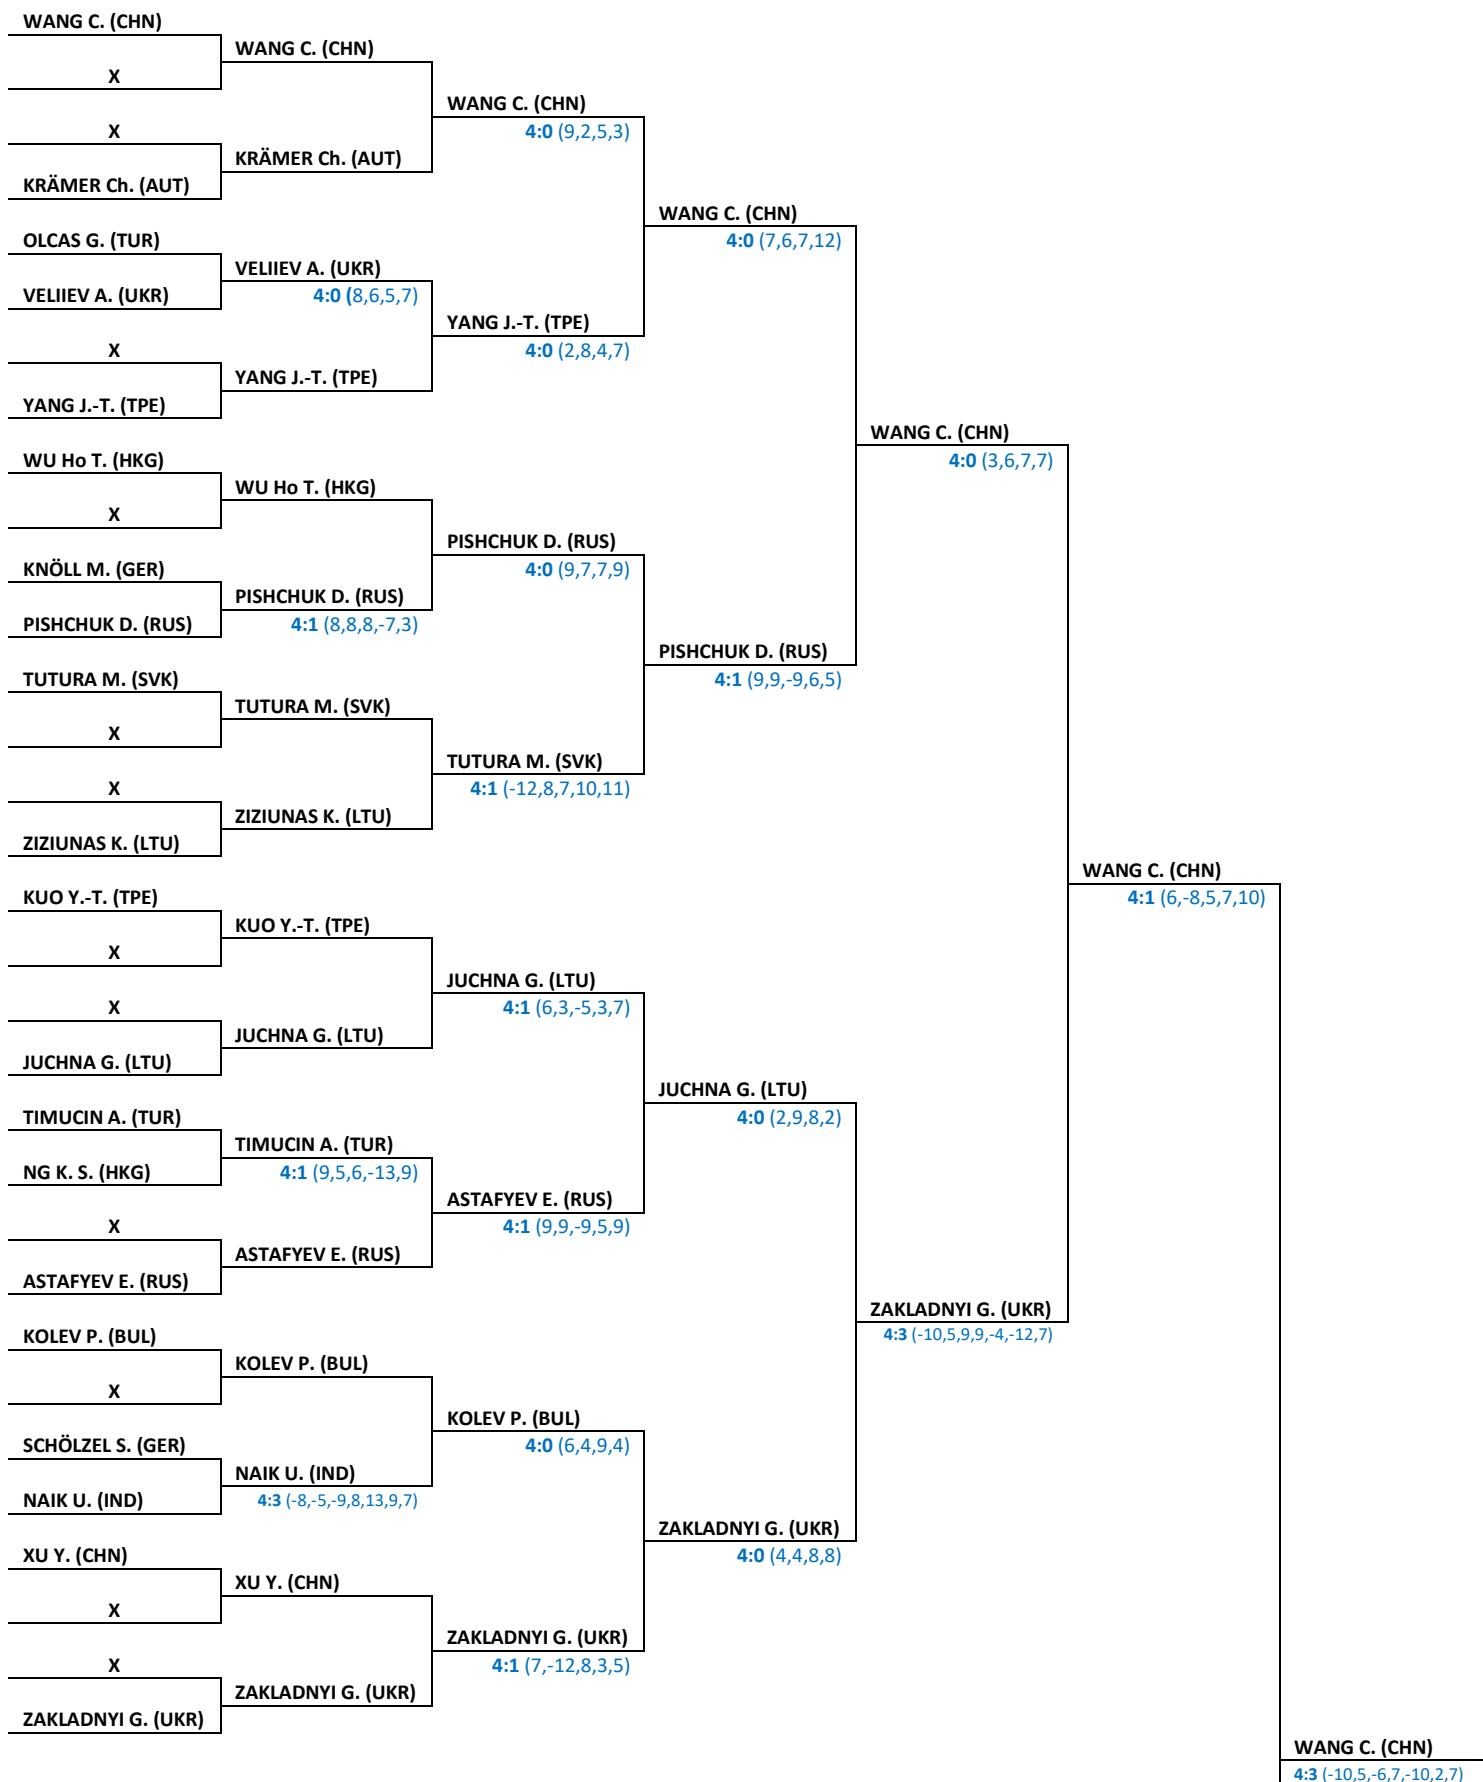 WANG C. (CHN)
X
X
KRÄMER Ch. (AUT)
OLCAS G. (TUR)
VELIIEV A. (UKR)
X
YANG J.-T. (TPE)
WU Ho T. (HKG)
X
KNÖLL M. (GER)
PISHCHUK D. (RUS)
TUTURA M. (SVK)
X
X
ZIZIUNAS K. (LTU)
KUO Y.-T. (TPE)
X
X
JUCHNA G. (LTU)
TIMUCIN A. (TUR)
NG K. S. (HKG)
X
ASTAFYEV E. (RUS)
KOLEV P. (BUL)
X
SCHÖLZEL S. (GER)
NAIK U. (IND)
XU Y. (CHN)
X
X
ZAKLADNYI G. (UKR)
WANG C. (CHN)
KRÄMER Ch. (AUT)
VELIIEV A. (UKR)
4:0 (8,6,5,7)
YANG J.-T. (TPE)
WU Ho T. (HKG)
PISHCHUK D. (RUS)
4:1 (8,8,8,-7,3)
TUTURA M. (SVK)
ZIZIUNAS K. (LTU)
KUO Y.-T. (TPE)
JUCHNA G. (LTU)
TIMUCIN A. (TUR)
4:1 (9,5,6,-13,9)
ASTAFYEV E. (RUS)
KOLEV P. (BUL)
NAIK U. (IND)
4:3 (-8,-5,-9,8,13,9,7)
XU Y. (CHN)
ZAKLADNYI G. (UKR)
WANG C. (CHN)
4:0 (9,2,5,3)
YANG J.-T. (TPE)
4:0 (2,8,4,7)
PISHCHUK D. (RUS)
4:0 (9,7,7,9)
TUTURA M. (SVK)
4:1 (-12,8,7,10,11)
JUCHNA G. (LTU)
4:1 (6,3,-5,3,7)
ASTAFYEV E. (RUS)
4:1 (9,9,-9,5,9)
KOLEV P. (BUL)
4:0 (6,4,9,4)
ZAKLADNYI G. (UKR)
4:1 (7,-12,8,3,5)
WANG C. (CHN)
4:0 (7,6,7,12)
PISHCHUK D. (RUS)
4:1 (9,9,-9,6,5)
JUCHNA G. (LTU)
4:0 (2,9,8,2)
ZAKLADNYI G. (UKR)
4:0 (4,4,8,8)
WANG C. (CHN)
4:0 (3,6,7,7)
ZAKLADNYI G. (UKR)
4:3 (-10,5,9,9,-4,-12,7)
WANG C. (CHN)
4:1 (6,-8,5,7,10)
WANG C. (CHN)
4:3 (-10,5,-6,7,-10,2,7)